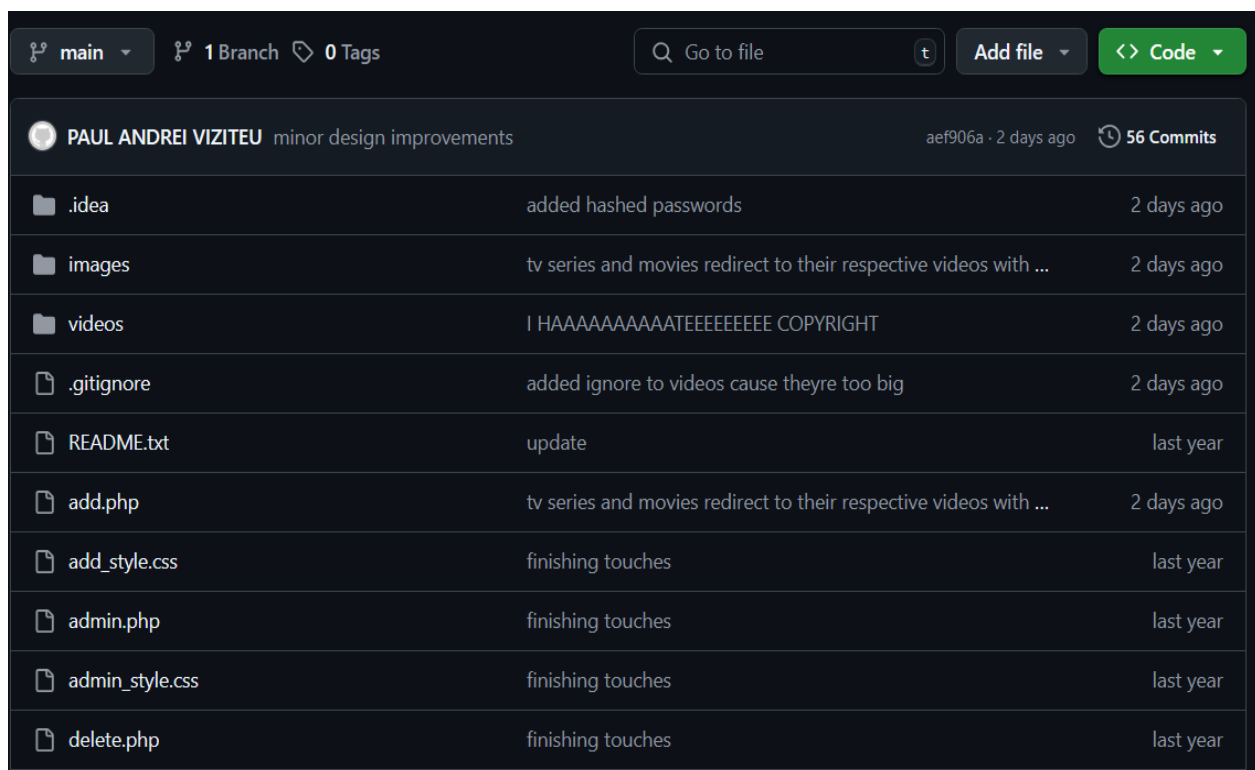 main 1 Branch 0 Tags Go to file t Add file <> Code
PAUL ANDREI VIZITEU minor design improvements aef906a · 2 days ago 56 Commits
.idea added hashed passwords 2 days ago
images tv series and movies redirect to their respective videos with ... 2 days ago
videos I HAAAAAAAAAATEEEEEEEEE COPYRIGHT 2 days ago
.gitignore added ignore to videos cause theyre too big 2 days ago
README.txt update last year
add.php tv series and movies redirect to their respective videos with ... 2 days ago
add_style.css finishing touches last year
admin.php finishing touches last year
admin_style.css finishing touches last year
delete.php finishing touches last year